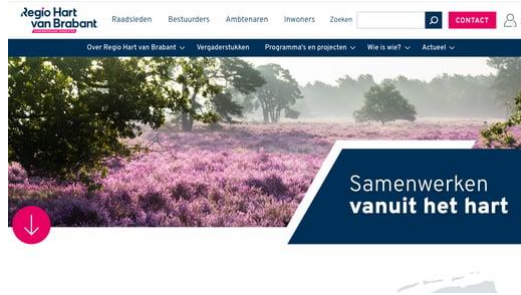 Regio Hart
van Brabant
Raadsleden Bestuurders Ambtenaren Inwoners Zoeken CONTACT
Over Regio Hart van Brabant Vergaderstukken Programma's en projecten Wie is wie? Actueel
Samenwerken
vanuit het hart